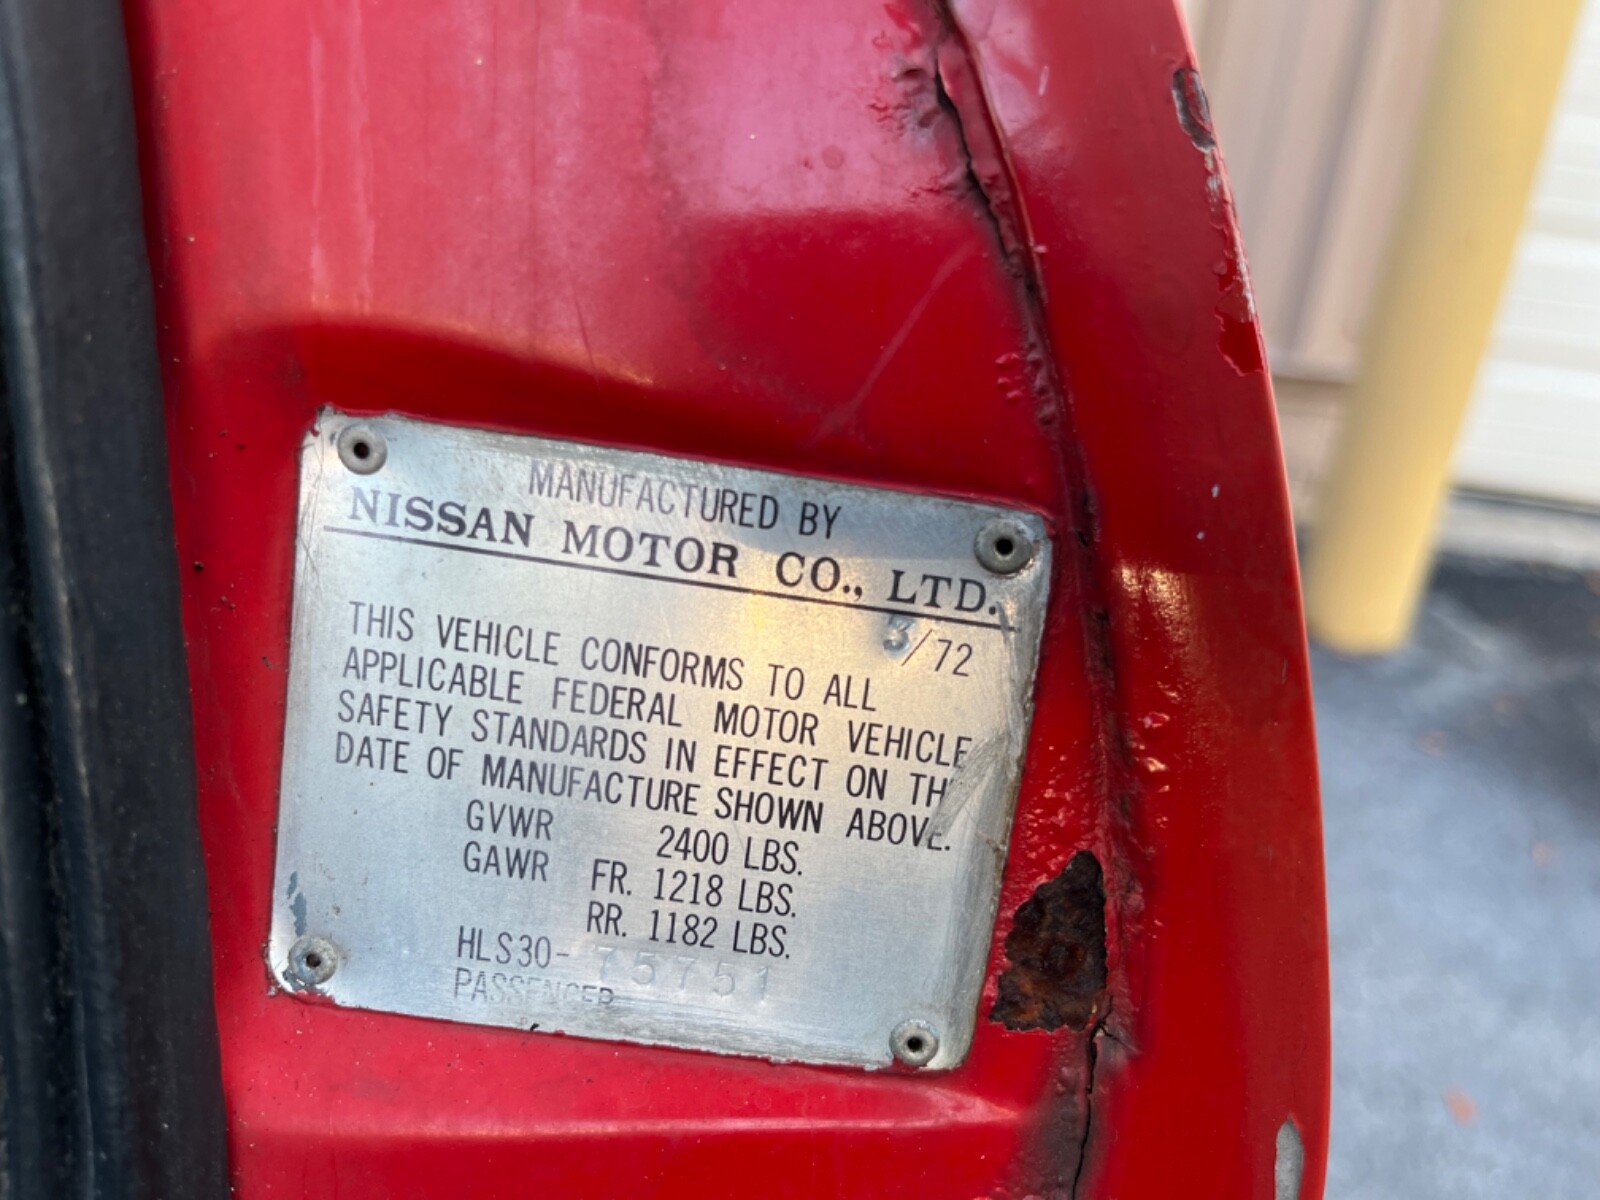 MANUFACTURED BY
NISSAN MOTOR CO., LTD.
3/72
THIS VEHICLE CONFORMS TO ALL
APPLICABLE FEDERAL MOTOR VEHICLE
SAFETY STANDARDS IN EFFECT ON THE
DATE OF MANUFACTURE SHOWN ABOVE.
GVWR 2400 LBS.
GAWR FR. 1218 LBS.
RR. 1182 LBS.
HLS30- 75751
PASSENGER